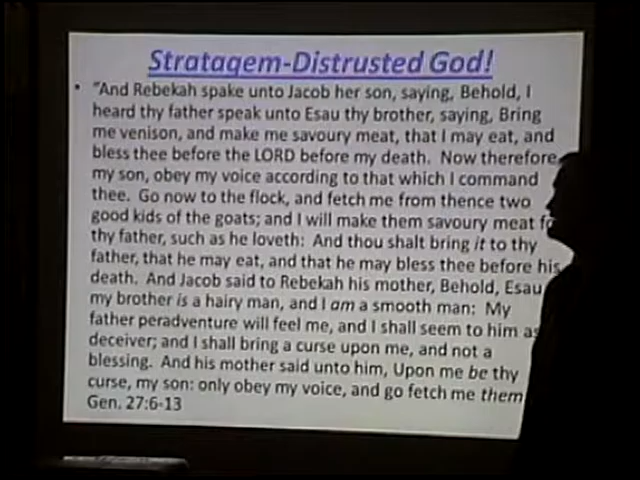 Stratagem-Distrusted God!
• "And Rebekah spake unto Jacob her son, saying, Behold, I
heard thy father speak unto Esau thy brother, saying, Bring
me venison, and make me savoury meat, that I may eat, and
bless thee before the LORD before my death. Now therefore,
my son, obey my voice according to that which I command
thee. Go now to the flock, and fetch me from thence two
good kids of the goats; and I will make them savoury meat
thy father, such as he loveth: And thou shalt bring it to thy
father, that he may eat, and that he may bless thee before his
death. And Jacob said to Rebekah his mother, Behold, Esau
my brother is a hairy man, and I am a smooth man: My
father peradventure will feel me, and I shall seem to him as
deceiver; and I shall bring a curse upon me, and not a
blessing. And his mother said unto him, Upon me be thy
curse, my son: only obey my voice, and go fetch me them
Gen. 27:6-13